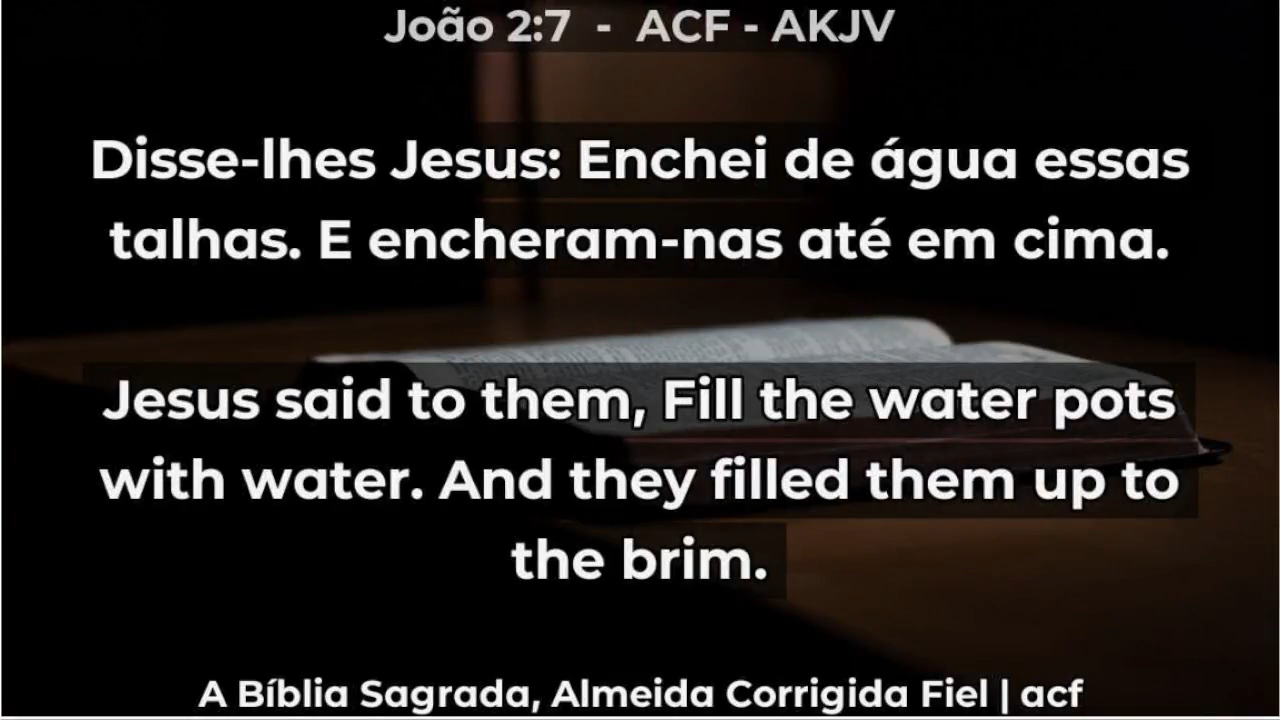 João 2:7 - ACF - AKJV
Disse-lhes Jesus: Enchei de água essas
talhas. E encheram-nas até em cima.
Jesus said to them, Fill the water pots
with water. And they filled them up to
the brim.
A Bíblia Sagrada, Almeida Corrigida Fiel | acf